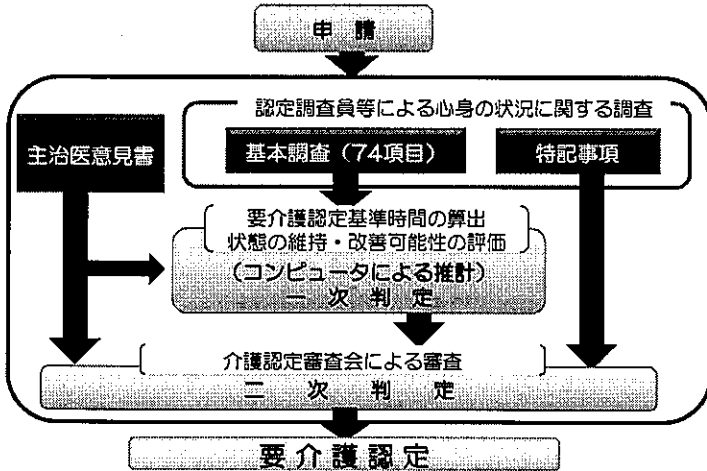 申請
認定調査員等による心身の状況に関する調査
主治医意見書
基本調査（74項目）
特記事項
要介護認定基準時間の算出
状態の維持・改善可能性の評価
（コンピュータによる推計）
一次判定
介護認定審査会による審査
二次判定
要介護認定